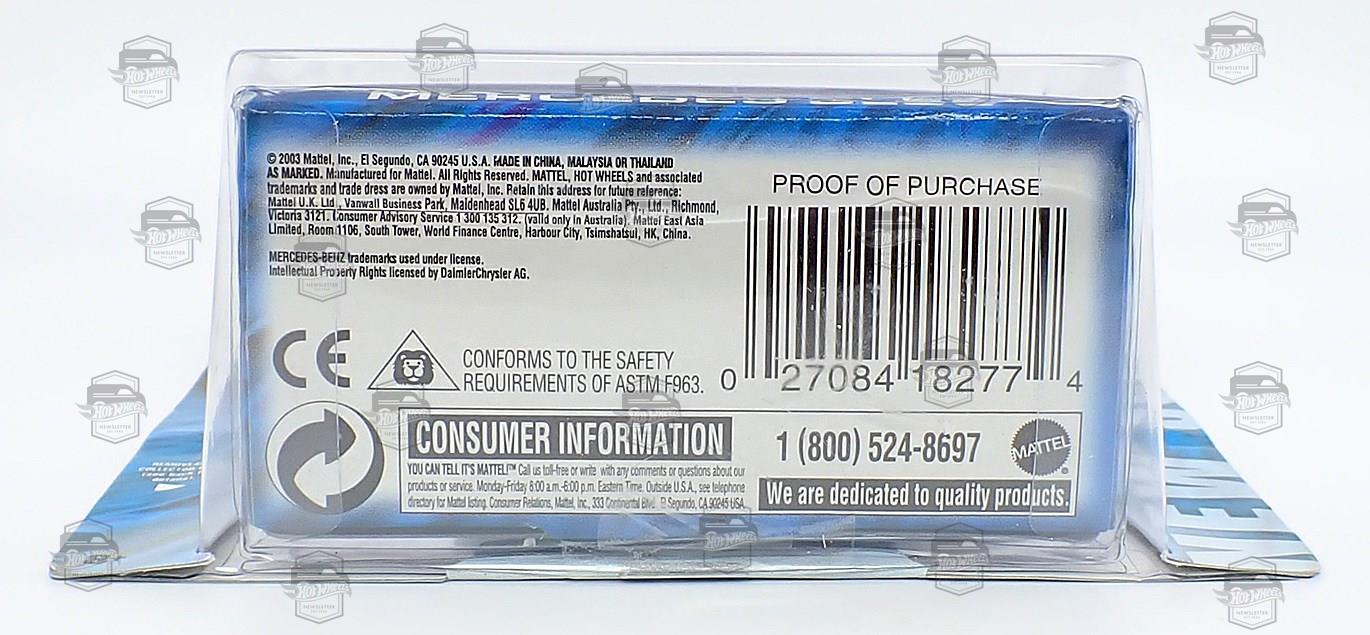 © 2003 Mattel, Inc., El Segundo, CA 90245 U.S.A. MADE IN CHINA, MALAYSIA OR THAILAND
AS MARKED. Manufactured for Mattel. All Rights Reserved. MATTEL, HOT WHEELS and associated
trademarks and trade dress are owned by Mattel, Inc. Retain this address for future reference:
Mattel U.K. Ltd., Vanwall Business Park, Maidenhead SL6 4UB. Mattel Australia Pty., Ltd., Richmond,
Victoria 3121. Consumer Advisory Service 1 300 135 312. (valid only in Australia). Mattel East Asia
Limited, Room 1106, South Tower, World Finance Centre, Harbour City, Tsimshatsui, HK, China.
MERCEDES-BENZ trademarks used under license.
Intellectual Property Rights licensed by DaimlerChrysler AG.
PROOF OF PURCHASE
0 27084 18277 4
CE
CONFORMS TO THE SAFETY
REQUIREMENTS OF ASTM F963.
CONSUMER INFORMATION
YOU CAN TELL IT'S MATTEL!™ Call us toll-free or write with any comments or questions about our
products or service. Monday-Friday 8:00 a.m.-6:00 p.m. Eastern Time. Outside U.S.A., see telephone
directory for Mattel listing. Consumer Relations, Mattel, Inc., 333 Continental Blvd. El Segundo, CA 90245 USA.
1 (800) 524-8697
MATTEL
®
We are dedicated to quality products.
HOT WHEELS
NEWSLETTER